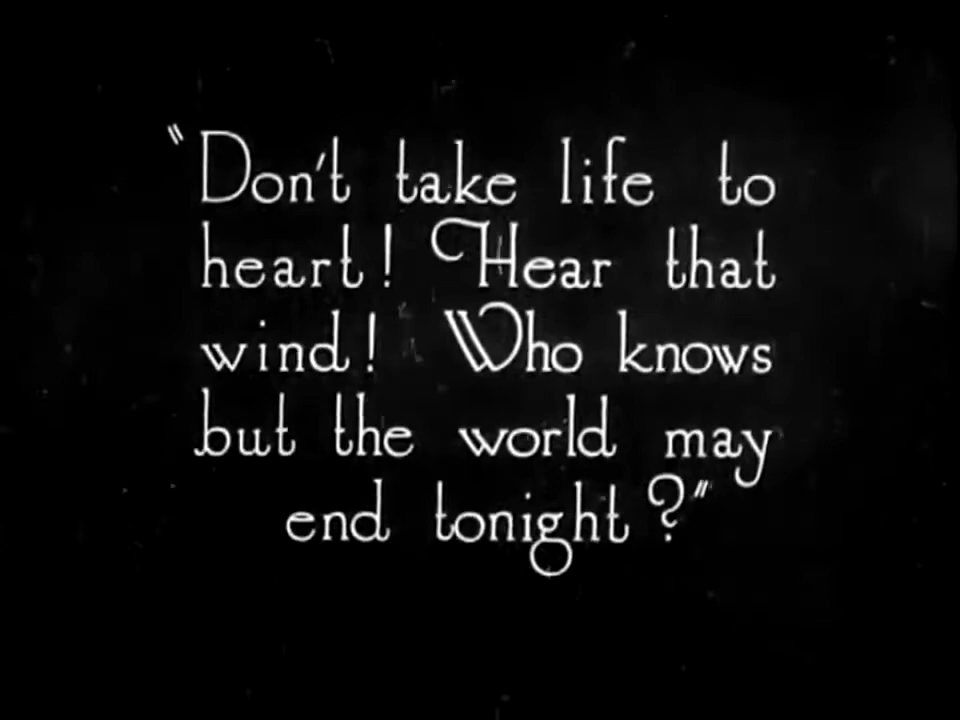 "Don't take life to
heart! Hear that
wind! Who knows
but the world may
end tonight?"